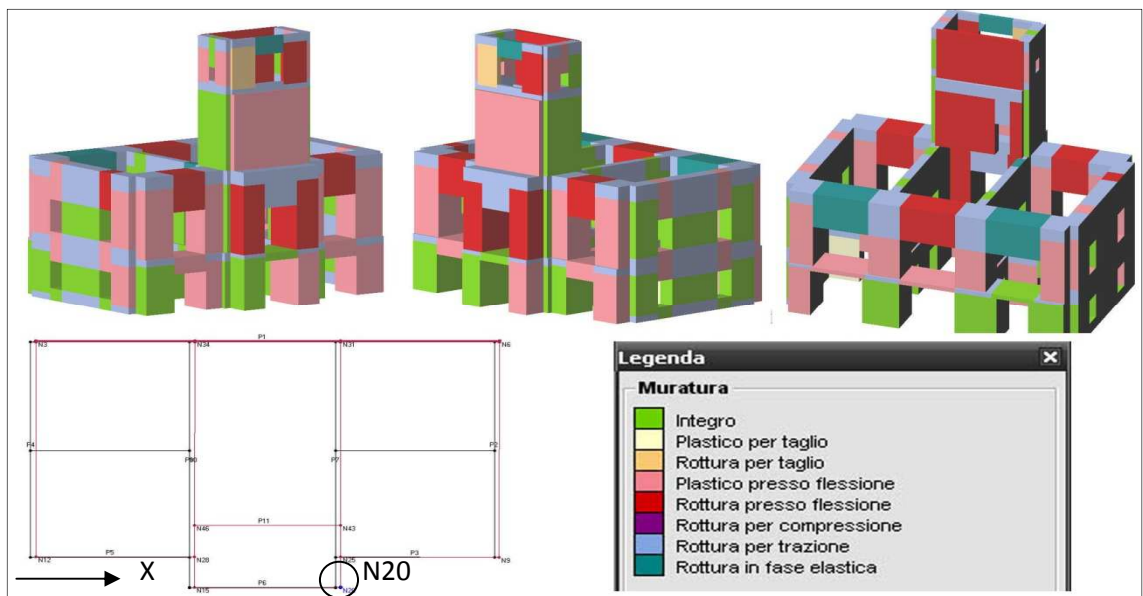 N3
N34
P1
N31
N6
P4
P7
P2
N46
P11
N43
N12
P5
N28
N25
P3
N9
X
N15
P6
N20
Legenda
Muratura
Integro
Plastico per taglio
Rottura per taglio
Plastico presso flessione
Rottura presso flessione
Rottura per compressione
Rottura per trazione
Rottura in fase elastica